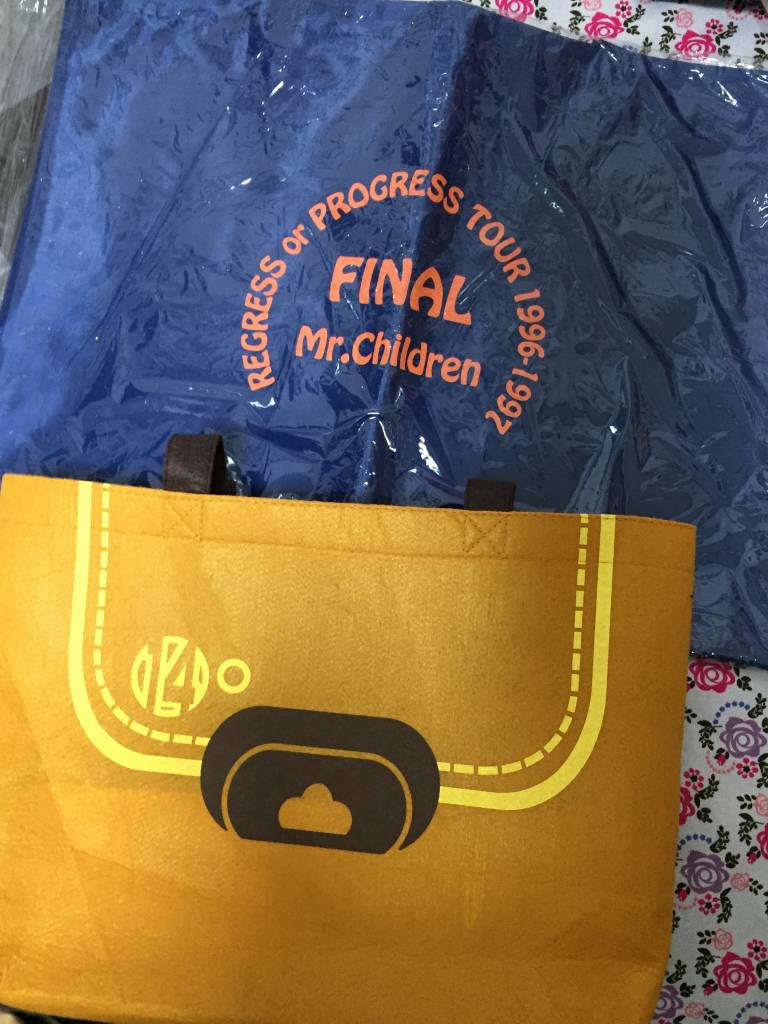 REGRESS or PROGRESS TOUR 1996-1997
FINAL
Mr.Children